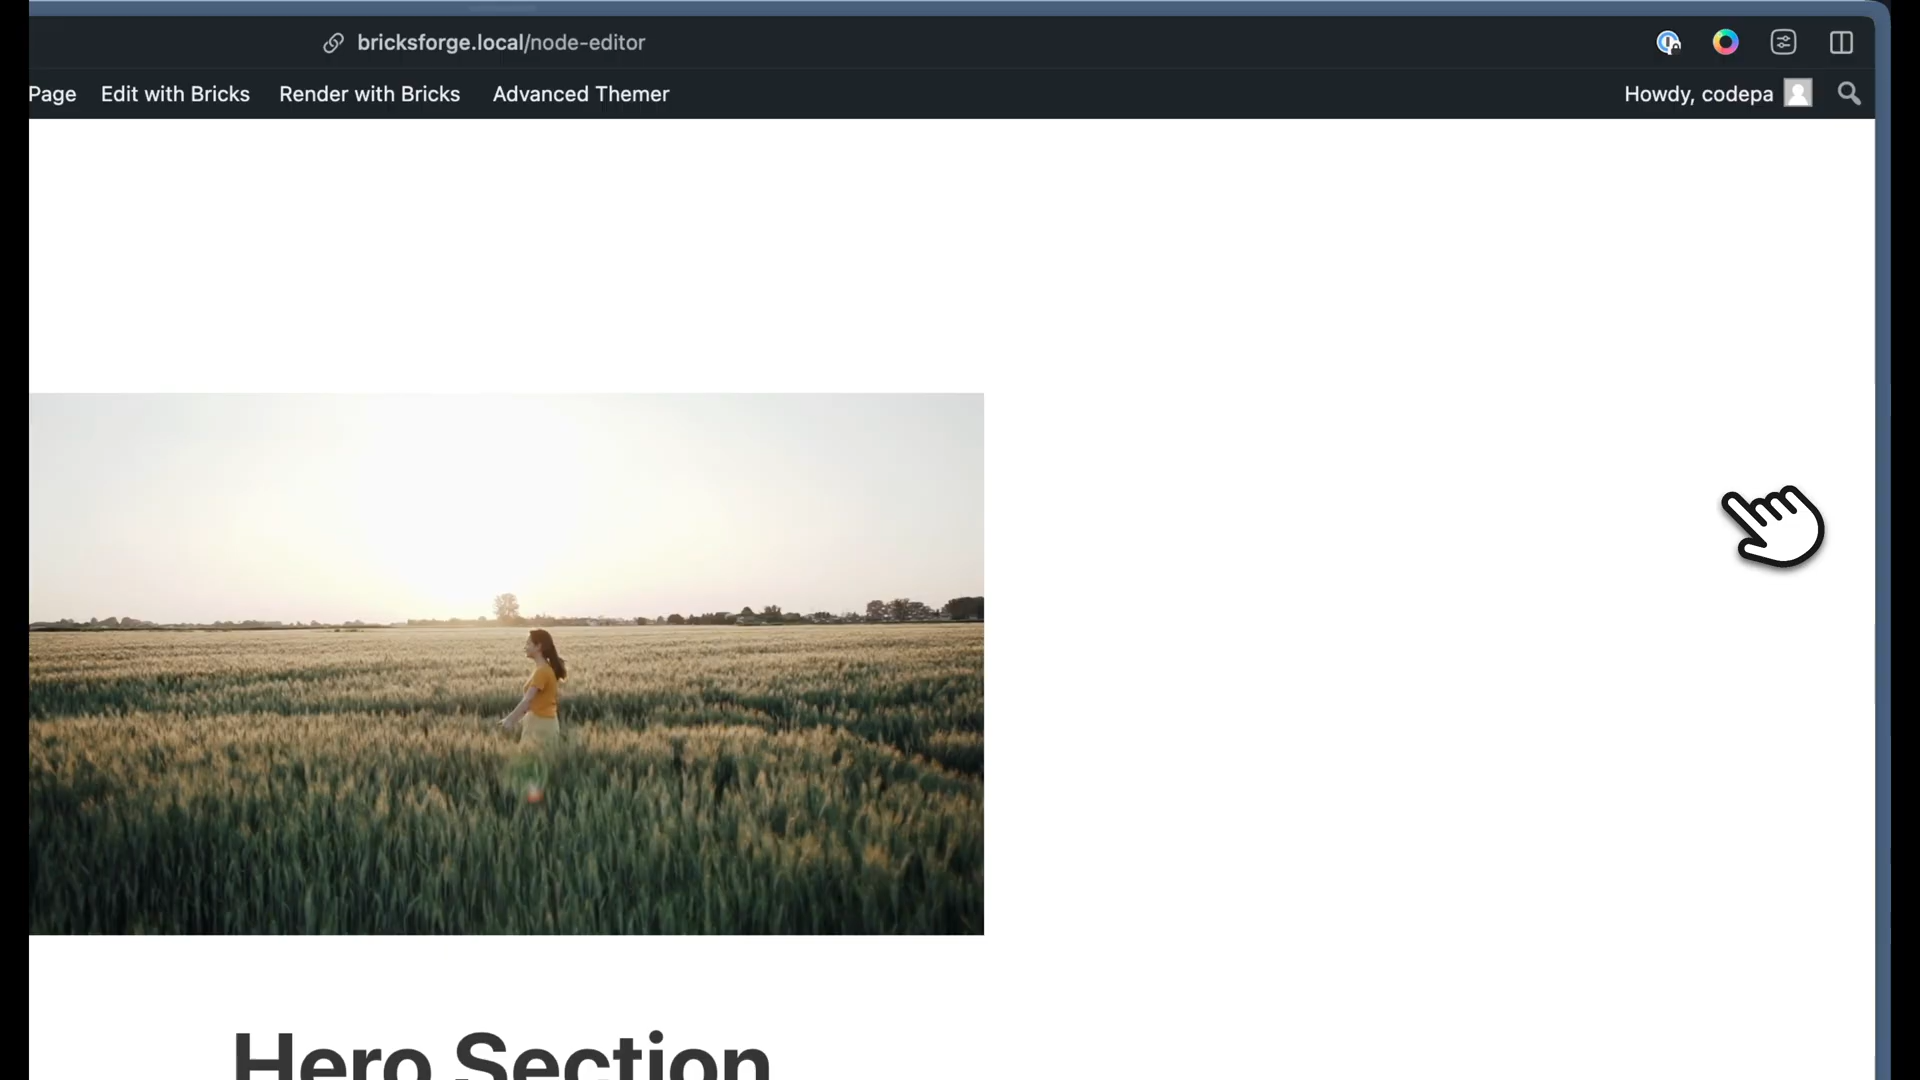 bricksforge.local/node-editor
Page Edit with Bricks Render with Bricks Advanced Themer Howdy, codepa
Hero Section